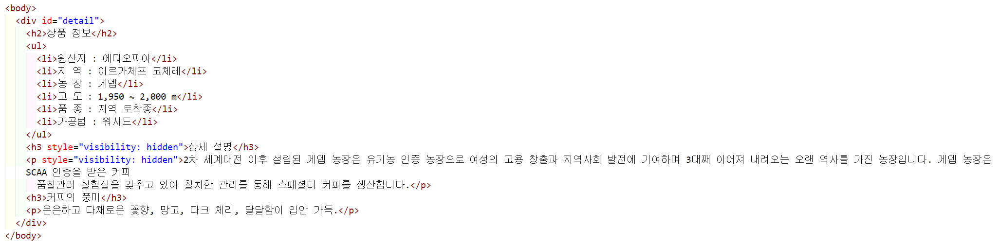 <body>
<div id="detail">
<h2>상품 정보</h2>
<ul>
<li>원산지 : 에디오피아</li>
<li>지 역 : 이르가체프 코체레</li>
<li>농 장 : 게뎁</li>
<li>고 도 : 1,950 ~ 2,000 m</li>
<li>품 종 : 지역 토착종</li>
<li>가공법 : 워시드</li>
</ul>
<h3 style="visibility: hidden">상세 설명</h3>
<p style="visibility: hidden">2차 세계대전 이후 설립된 게뎁 농장은 유기농 인증 농장으로 여성의 고용 창출과 지역사회 발전에 기여하며 3대째 이어져 내려오는 오랜 역사를 가진 농장입니다. 게뎁 농장은
SCAA 인증을 받은 커피
품질관리 실험실을 갖추고 있어 철처한 관리를 통해 스페셜티 커피를 생산합니다.</p>
<h3>커피의 풍미</h3>
<p>은은하고 다채로운 꽃향, 망고, 다크 체리, 달달함이 입안 가득.</p>
</div>
</body>